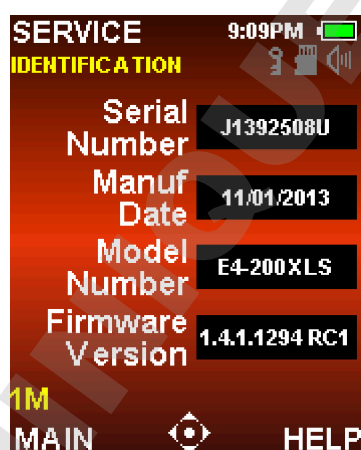 SERVICE 9:09PM
IDENTIFICATION
Serial
Number J1392508U
Manuf
Date 11/01/2013
Model
Number E4-200XLS
Firmware
Version 1.4.1.1294 RC1
1M
MAIN HELP